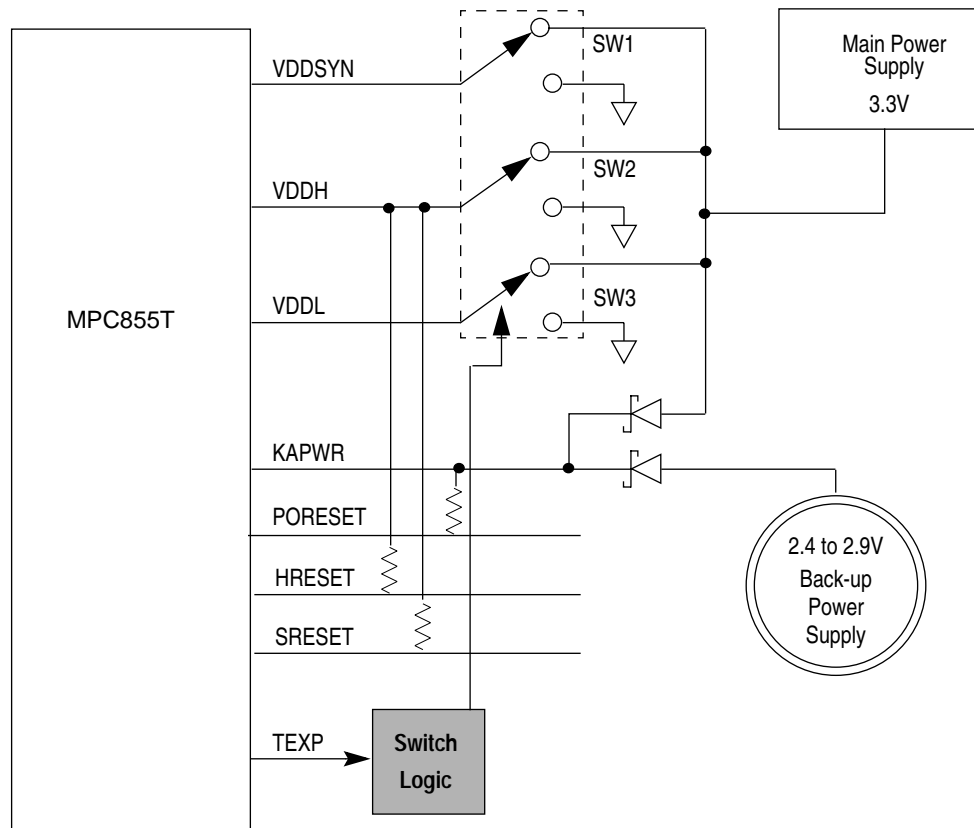 SW1
Main Power
Supply
3.3V
VDDSYN
VDDH
SW2
VDDL
SW3
MPC855T
KAPWR
PORESET
2.4 to 2.9V
Back-up
Power
Supply
HRESET
SRESET
TEXP
Switch
Logic